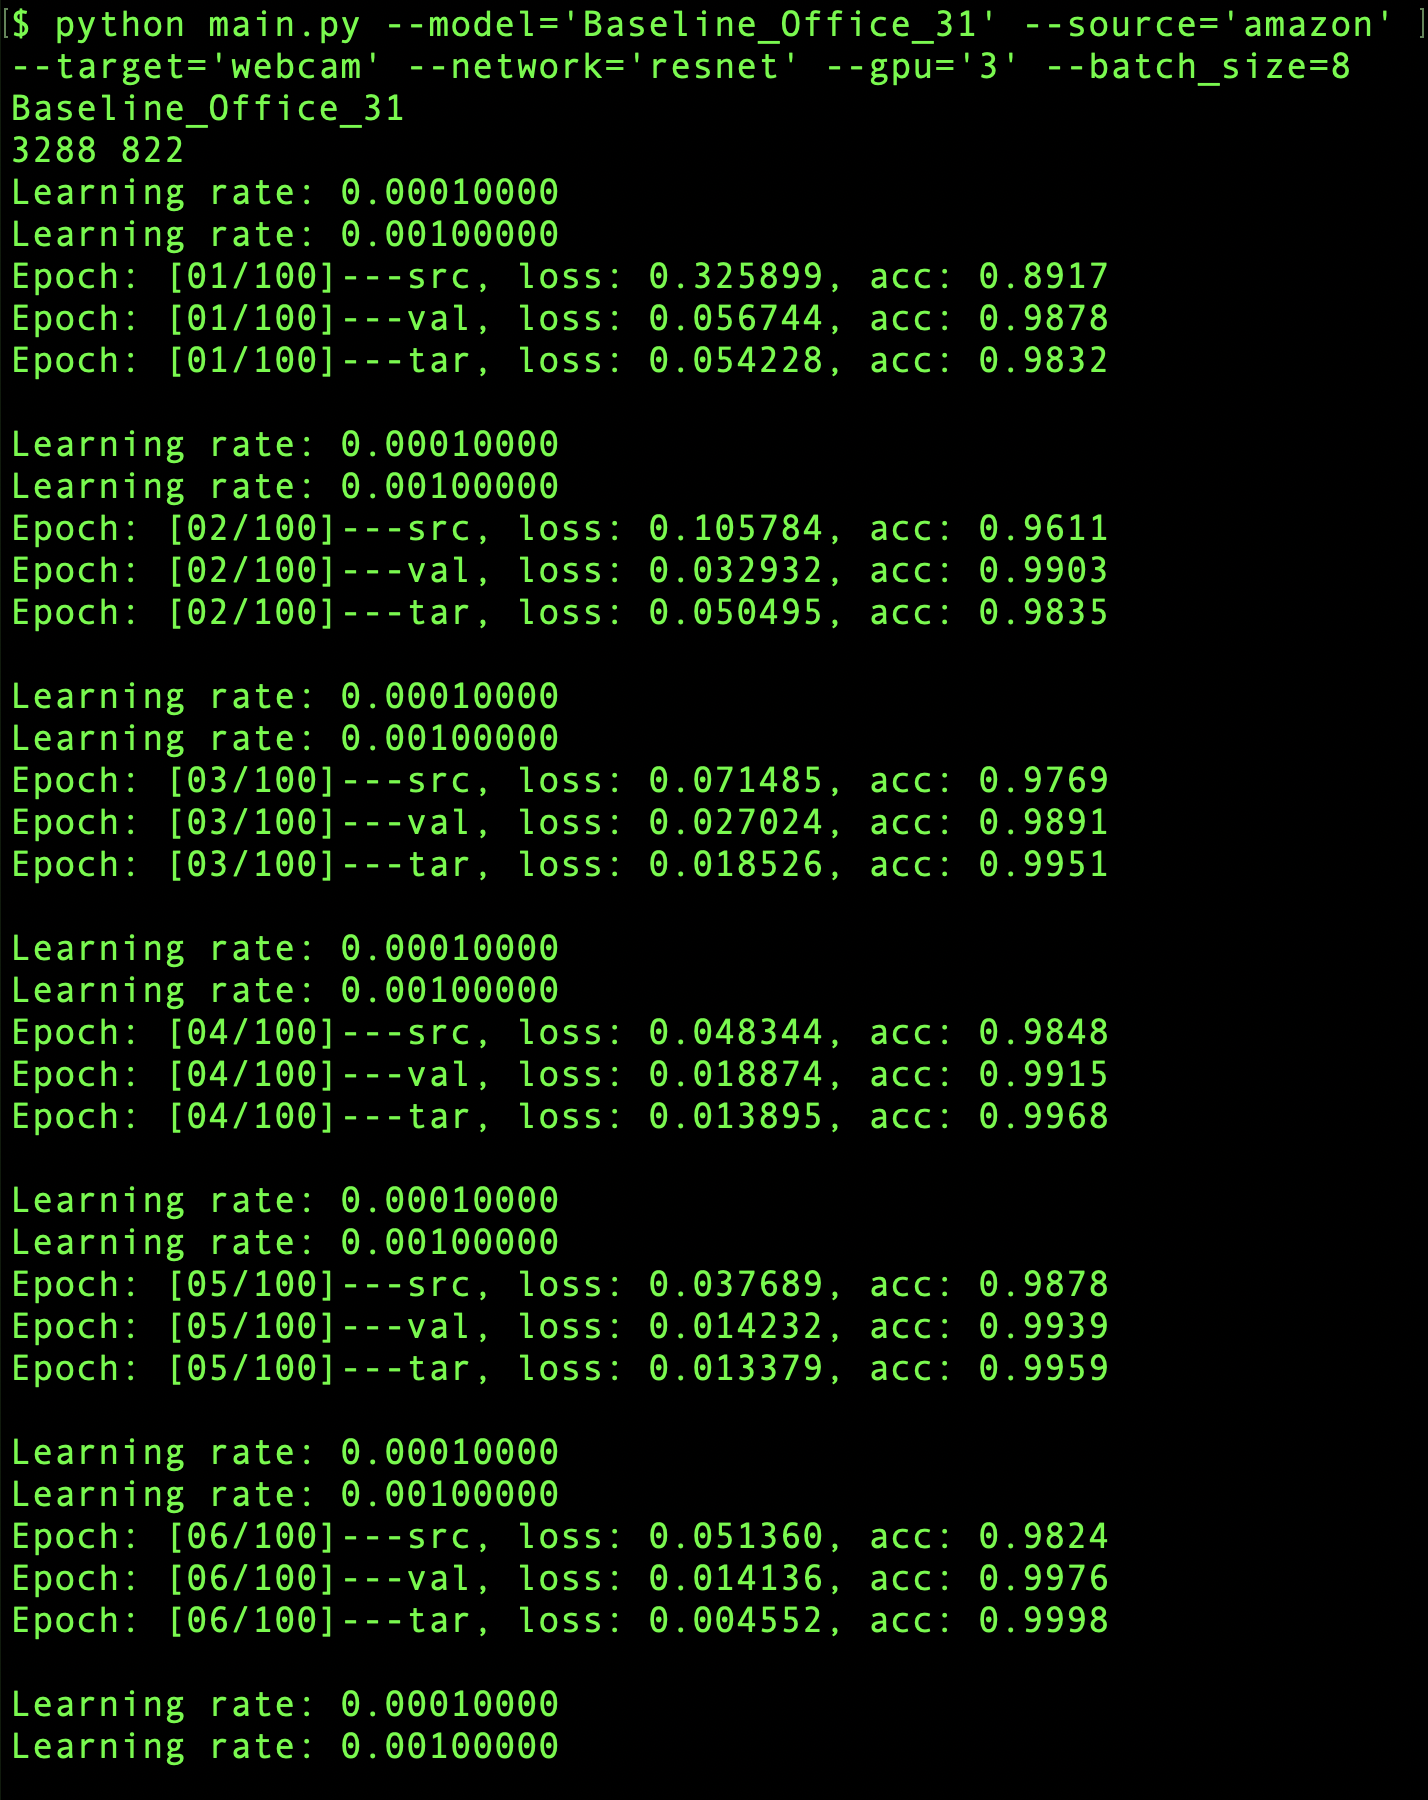 [$ python main.py --model='Baseline_Office_31' --source='amazon' ]
--target='webcam' --network='resnet' --gpu='3' --batch_size=8
Baseline_Office_31
3288 822
Learning rate: 0.00010000
Learning rate: 0.00100000
Epoch: [01/100]---src, loss: 0.325899, acc: 0.8917
Epoch: [01/100]---val, loss: 0.056744, acc: 0.9878
Epoch: [01/100]---tar, loss: 0.054228, acc: 0.9832

Learning rate: 0.00010000
Learning rate: 0.00100000
Epoch: [02/100]---src, loss: 0.105784, acc: 0.9611
Epoch: [02/100]---val, loss: 0.032932, acc: 0.9903
Epoch: [02/100]---tar, loss: 0.050495, acc: 0.9835

Learning rate: 0.00010000
Learning rate: 0.00100000
Epoch: [03/100]---src, loss: 0.071485, acc: 0.9769
Epoch: [03/100]---val, loss: 0.027024, acc: 0.9891
Epoch: [03/100]---tar, loss: 0.018526, acc: 0.9951

Learning rate: 0.00010000
Learning rate: 0.00100000
Epoch: [04/100]---src, loss: 0.048344, acc: 0.9848
Epoch: [04/100]---val, loss: 0.018874, acc: 0.9915
Epoch: [04/100]---tar, loss: 0.013895, acc: 0.9968

Learning rate: 0.00010000
Learning rate: 0.00100000
Epoch: [05/100]---src, loss: 0.037689, acc: 0.9878
Epoch: [05/100]---val, loss: 0.014232, acc: 0.9939
Epoch: [05/100]---tar, loss: 0.013379, acc: 0.9959

Learning rate: 0.00010000
Learning rate: 0.00100000
Epoch: [06/100]---src, loss: 0.051360, acc: 0.9824
Epoch: [06/100]---val, loss: 0.014136, acc: 0.9976
Epoch: [06/100]---tar, loss: 0.004552, acc: 0.9998

Learning rate: 0.00010000
Learning rate: 0.00100000